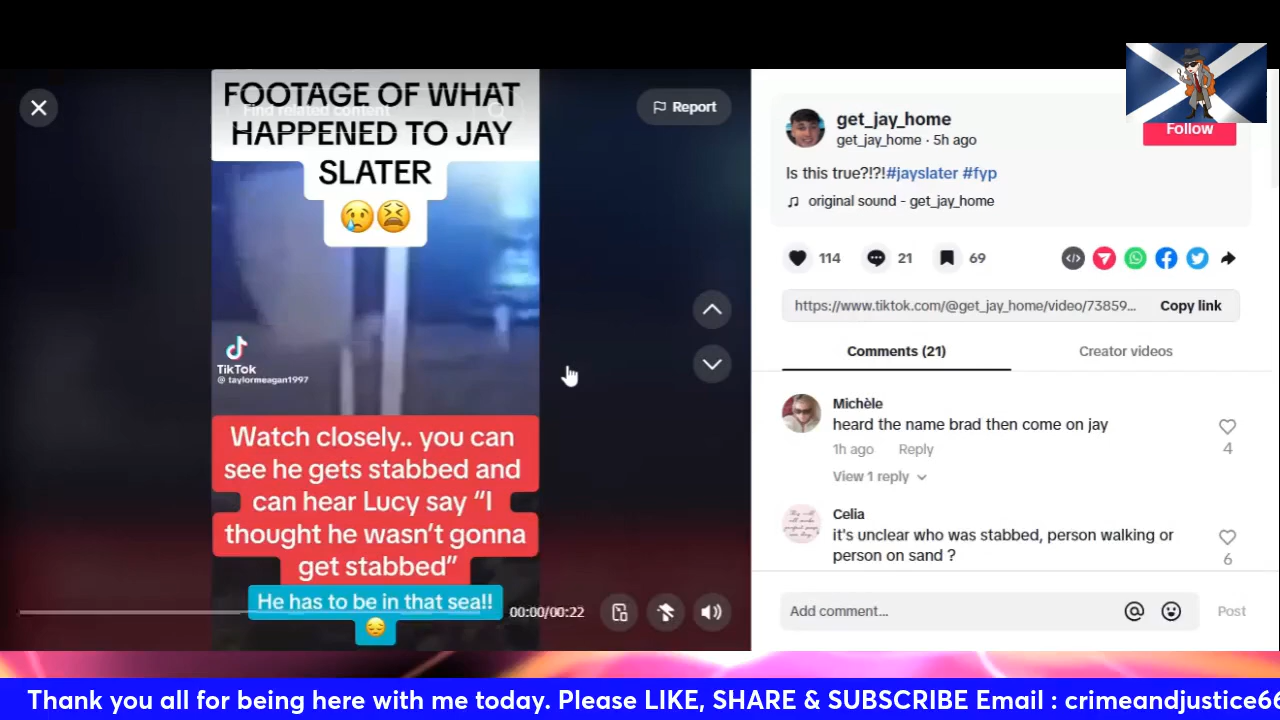 FOOTAGE OF WHAT
HAPPENED TO JAY
SLATER
😢😫
Find related content
Report
TikTok
@ taylormeagan1997
Watch closely.. you can
see he gets stabbed and
can hear Lucy say “I
thought he wasn’t gonna
get stabbed”
He has to be in that sea!!
😔
00:00/00:22
get_jay_home
get_jay_home · 5h ago
Follow
Is this true?!?!#jayslater #fyp
original sound - get_jay_home
114
21
69
https://www.tiktok.com/@get_jay_home/video/73859...
Copy link
Comments (21)
Creator videos
Michèle
heard the name brad then come on jay
1h ago
Reply
4
View 1 reply
Celia
it's unclear who was stabbed, person walking or
person on sand ?
6
Add comment...
Post
Thank you all for being here with me today. Please LIKE, SHARE & SUBSCRIBE Email : crimeandjustice66